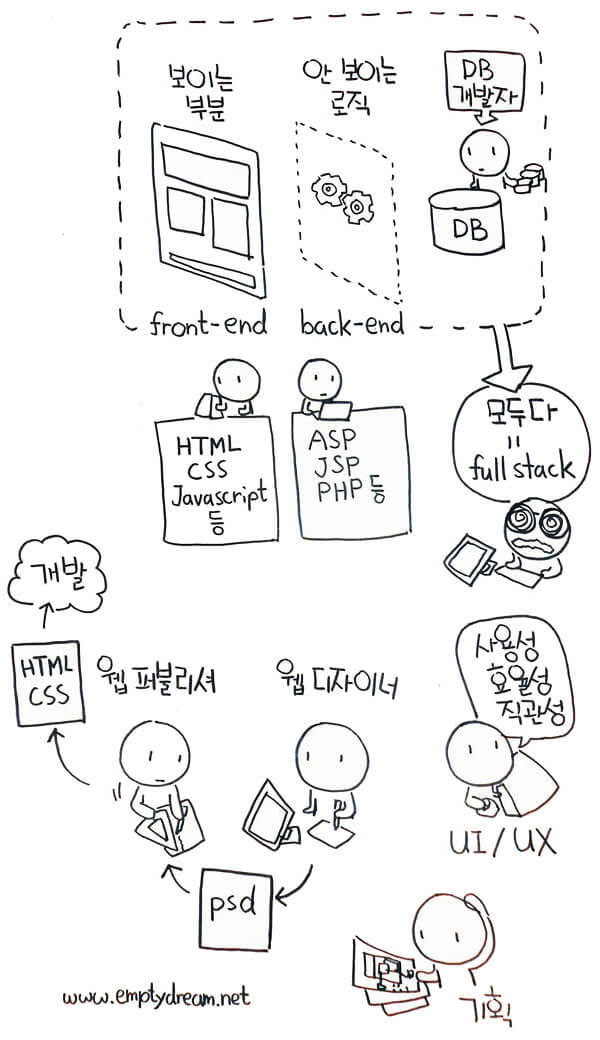 보이는
부분
안 보이는
로직
DB
개발자
DB
front-end
back-end
HTML
CSS
Javascript
등
ASP
JSP
PHP 등
모두다
=
full stack
개발
HTML
CSS
웹 퍼블리셔
웹 디자이너
psd
사용성
효율성
직관성
UI / UX
기획
www.emptydream.net